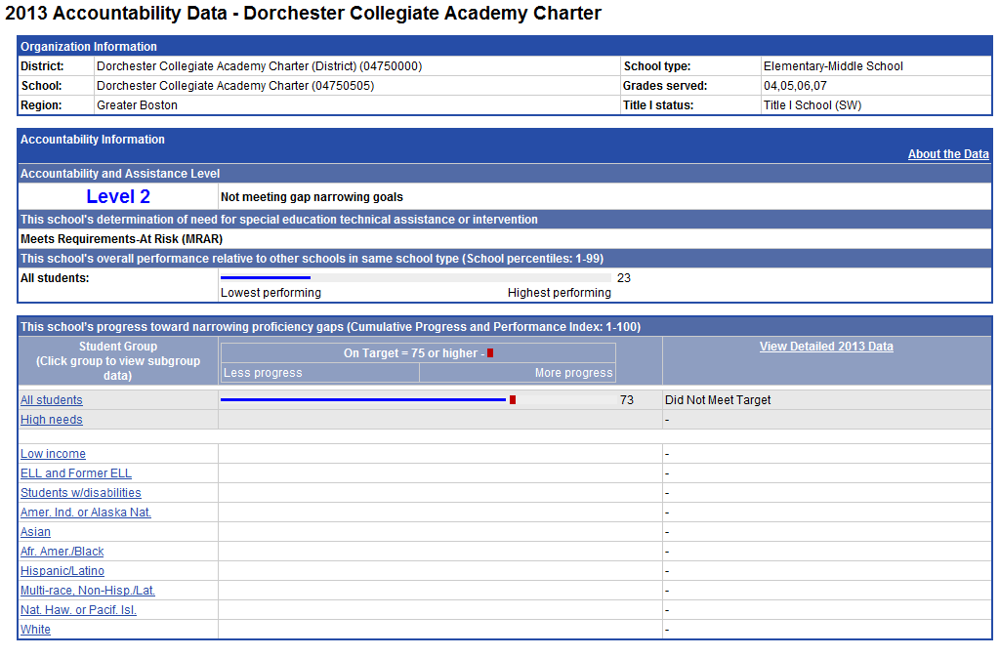 2013 Accountability Data - Dorchester Collegiate Academy Charter
Organization Information
District: Dorchester Collegiate Academy Charter (District) (04750000) School type: Elementary-Middle School
School: Dorchester Collegiate Academy Charter (04750505) Grades served: 04,05,06,07
Region: Greater Boston Title I status: Title I School (SW)
Accountability Information
About the Data
Accountability and Assistance Level
Level 2 Not meeting gap narrowing goals
This school's determination of need for special education technical assistance or intervention
Meets Requirements-At Risk (MRAR)
This school's overall performance relative to other schools in same school type (School percentiles: 1-99)
All students: 23
Lowest performing Highest performing
This school's progress toward narrowing proficiency gaps (Cumulative Progress and Performance Index: 1-100)
Student Group
(Click group to view subgroup
data)
On Target = 75 or higher -
Less progress More progress
View Detailed 2013 Data
All students 73 Did Not Meet Target
High needs -
Low income -
ELL and Former ELL -
Students w/disabilities -
Amer. Ind. or Alaska Nat. -
Asian -
Afr. Amer./Black -
Hispanic/Latino -
Multi-race, Non-Hisp./Lat. -
Nat. Haw. or Pacif. Isl. -
White -